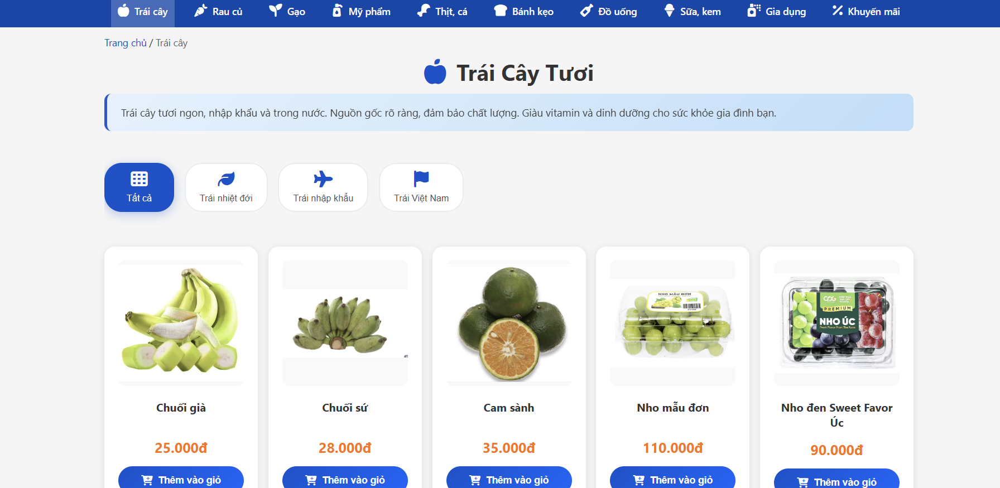 Trái cây
Rau củ
Gạo
Mỹ phẩm
Thịt, cá
Bánh kẹo
Đồ uống
Sữa, kem
Gia dụng
Khuyến mãi
Trang chủ / Trái cây
Trái Cây Tươi
Trái cây tươi ngon, nhập khẩu và trong nước. Nguồn gốc rõ ràng, đảm bảo chất lượng. Giàu vitamin và dinh dưỡng cho sức khỏe gia đình bạn.
Tất cả
Trái nhiệt đới
Trái nhập khẩu
Trái Việt Nam
NHO MẪU ĐƠN
PREMIUM
NHO ÚC
Fresh Flavor From The Farm
Chuối già
Chuối sứ
Cam sành
Nho mẫu đơn
Nho đen Sweet Favor
Úc
25.000đ
28.000đ
35.000đ
110.000đ
90.000đ
Thêm vào giỏ
Thêm vào giỏ
Thêm vào giỏ
Thêm vào giỏ
Thêm vào giỏ